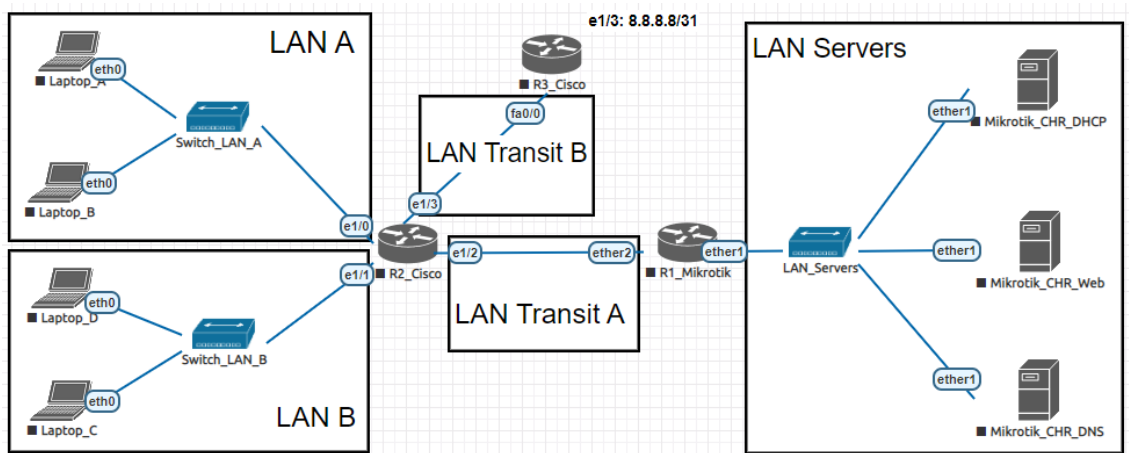 e1/3: 8.8.8.8/31
LAN A
eth0
Laptop_A
Switch_LAN_A
eth0
Laptop_B
e1/0
R3_Cisco
fa0/0
LAN Transit B
e1/3
R2_Cisco
e1/2
ether2
LAN Transit A
R1_Mikrotik
ether1
e1/1
eth0
Laptop_D
Switch_LAN_B
eth0
Laptop_C
LAN B
LAN Servers
ether1
Mikrotik_CHR_DHCP
LAN_Servers
ether1
Mikrotik_CHR_Web
ether1
Mikrotik_CHR_DNS